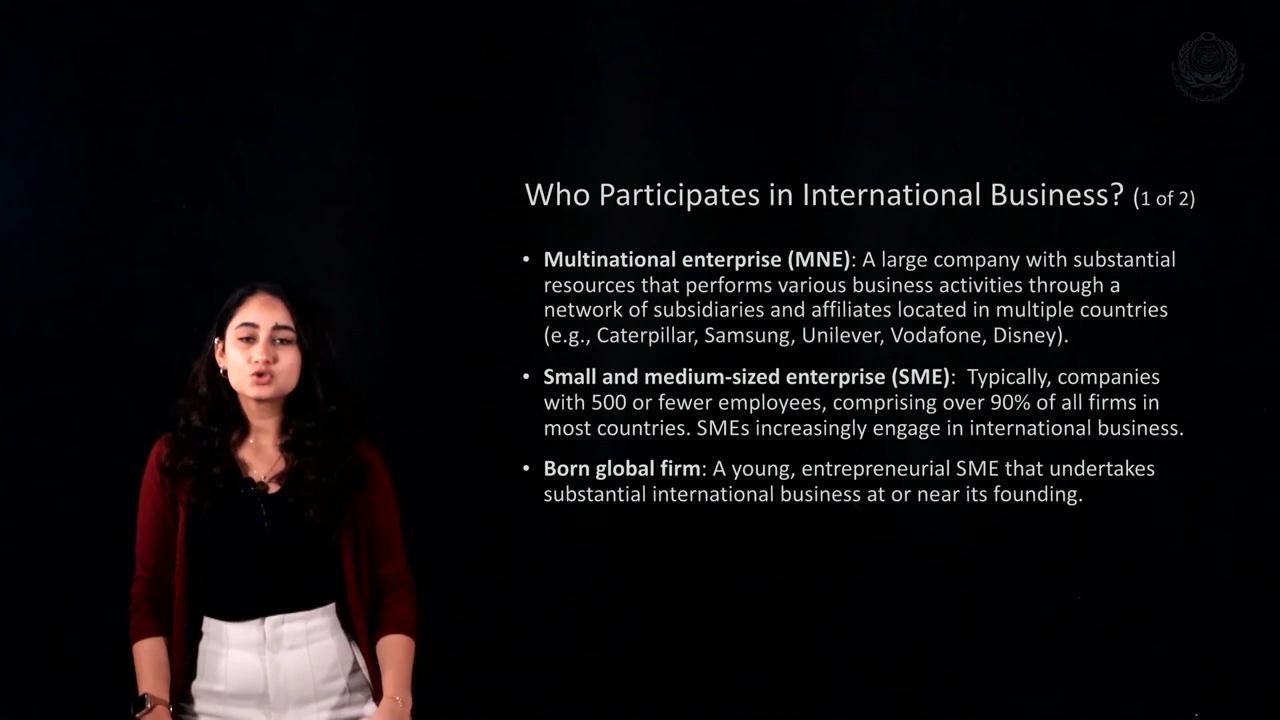 Who Participates in International Business? (1 of 2)
• Multinational enterprise (MNE): A large company with substantial
resources that performs various business activities through a
network of subsidiaries and affiliates located in multiple countries
(e.g., Caterpillar, Samsung, Unilever, Vodafone, Disney).
• Small and medium-sized enterprise (SME):  Typically, companies
with 500 or fewer employees, comprising over 90% of all firms in
most countries. SMEs increasingly engage in international business.
• Born global firm: A young, entrepreneurial SME that undertakes
substantial international business at or near its founding.